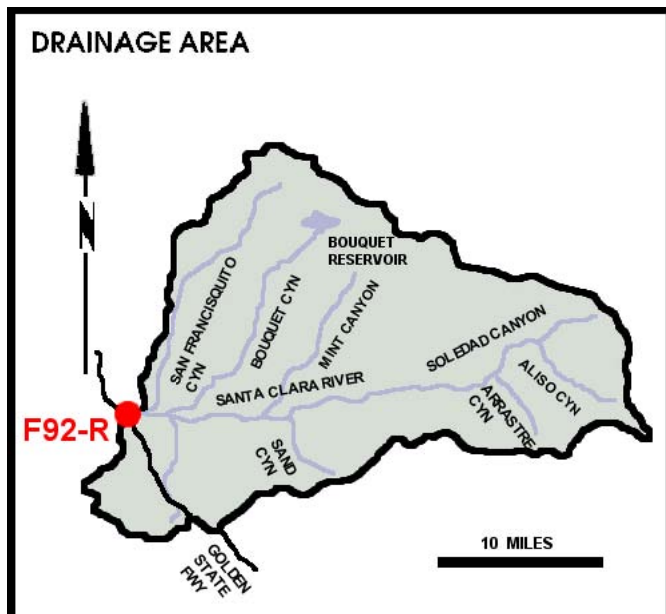 DRAINAGE AREA
N
BOUQUET
RESERVOIR
SAN FRANCISQUITO
CYN
BOUQUET CYN
MINT CANYON
SOLEDAD CANYON
SANTA CLARA RIVER
ALISO CYN
ARRASTRE
CYN
F92-R
SAND
CYN
GOLDEN
STATE
FWY
10 MILES